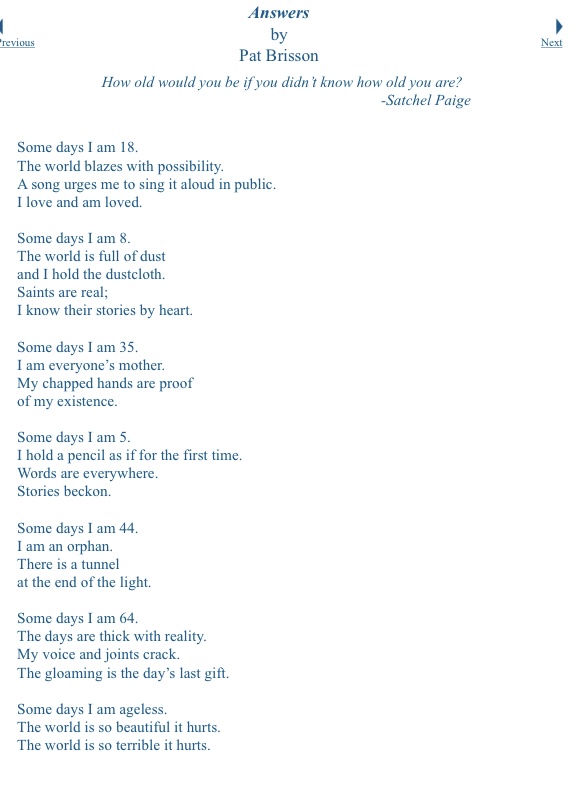 Answers
by
Pat Brisson
Previous
Next
How old would you be if you didn't know how old you are?
-Satchel Paige
Some days I am 18.
The world blazes with possibility.
A song urges me to sing it aloud in public.
I love and am loved.
Some days I am 8.
The world is full of dust
and I hold the dustcloth.
Saints are real;
I know their stories by heart.
Some days I am 35.
I am everyone's mother.
My chapped hands are proof
of my existence.
Some days I am 5.
I hold a pencil as if for the first time.
Words are everywhere.
Stories beckon.
Some days I am 44.
I am an orphan.
There is a tunnel
at the end of the light.
Some days I am 64.
The days are thick with reality.
My voice and joints crack.
The gloaming is the day's last gift.
Some days I am ageless.
The world is so beautiful it hurts.
The world is so terrible it hurts.